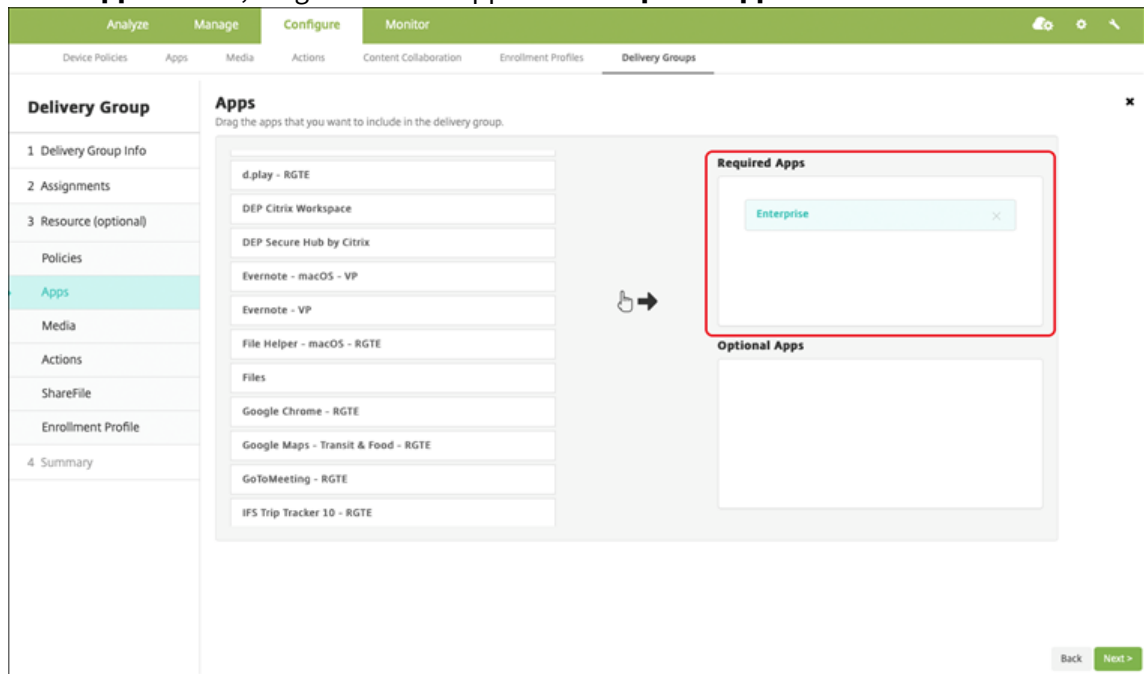 Analyze Manage Configure Monitor
Device Policies Apps Media Actions Content Collaboration Enrollment Profiles Delivery Groups
Delivery Group
1 Delivery Group Info
2 Assignments
3 Resource (optional)
Policies
Apps
Media
Actions
ShareFile
Enrollment Profile
4 Summary
Apps
Drag the apps that you want to include in the delivery group.
d.play - RGTE
DEP Citrix Workspace
DEP Secure Hub by Citrix
Evernote - macOS - VP
Evernote - VP
File Helper - macOS - RGTE
Files
Google Chrome - RGTE
Google Maps - Transit & Food - RGTE
GoToMeeting - RGTE
IFS Trip Tracker 10 - RGTE
Required Apps
Enterprise
Optional Apps
Back Next >